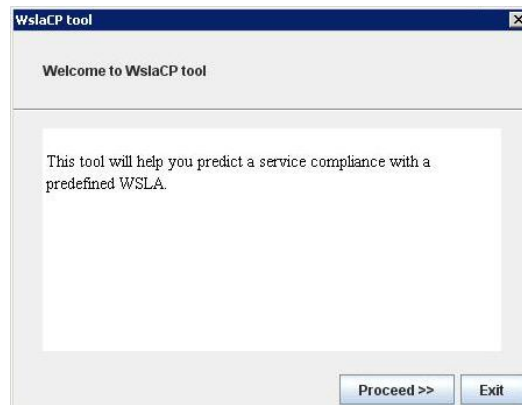 WslaCP tool
Welcome to WslaCP tool
This tool will help you predict a service compliance with a
predefined WSLA.
Proceed >>
Exit